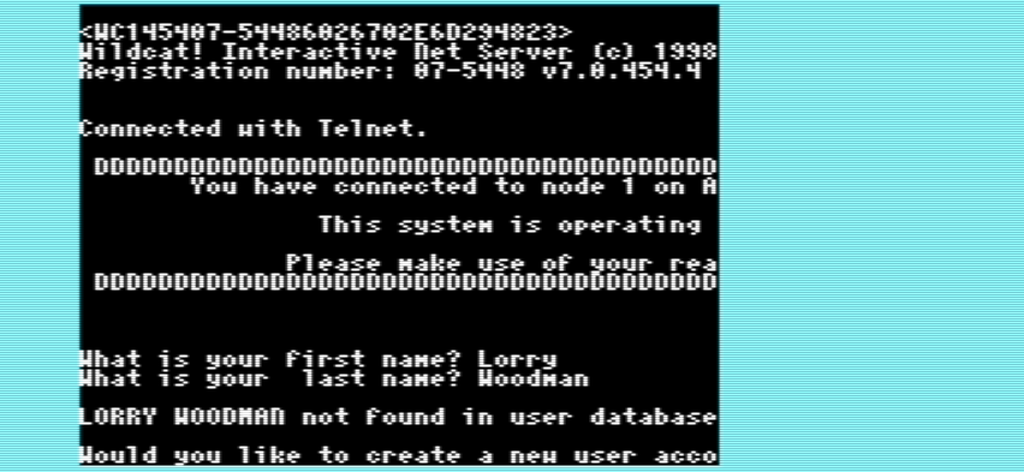 <WC145407-54486026702E6D294823>
Wildcat! Interactive Net Server (c) 1998
Registration number: 07-5448 v7.0.454.4
Connected with Telnet.
DDDDDDDDDDDDDDDDDDDDDDDDDDDDDDDDDDDDDDD
You have connected to node 1 on A
This system is operating
Please make use of your rea
DDDDDDDDDDDDDDDDDDDDDDDDDDDDDDDDDDDDDDD
What is your first name? Lorry
What is your  last name? Woodman
LORRY WOODMAN not found in user database
Would you like to create a new user acco